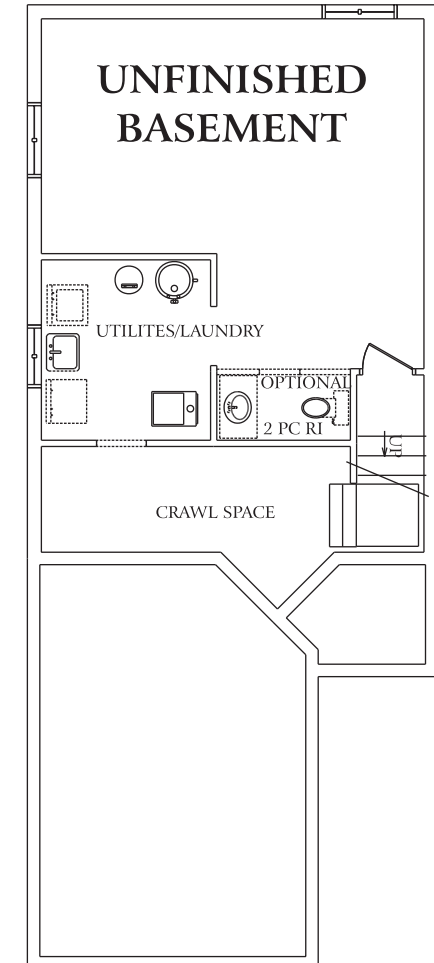 UNFINISHED
BASEMENT
UTILITES/LAUNDRY
OPTIONAL
2 PC RI
UP
CRAWL SPACE